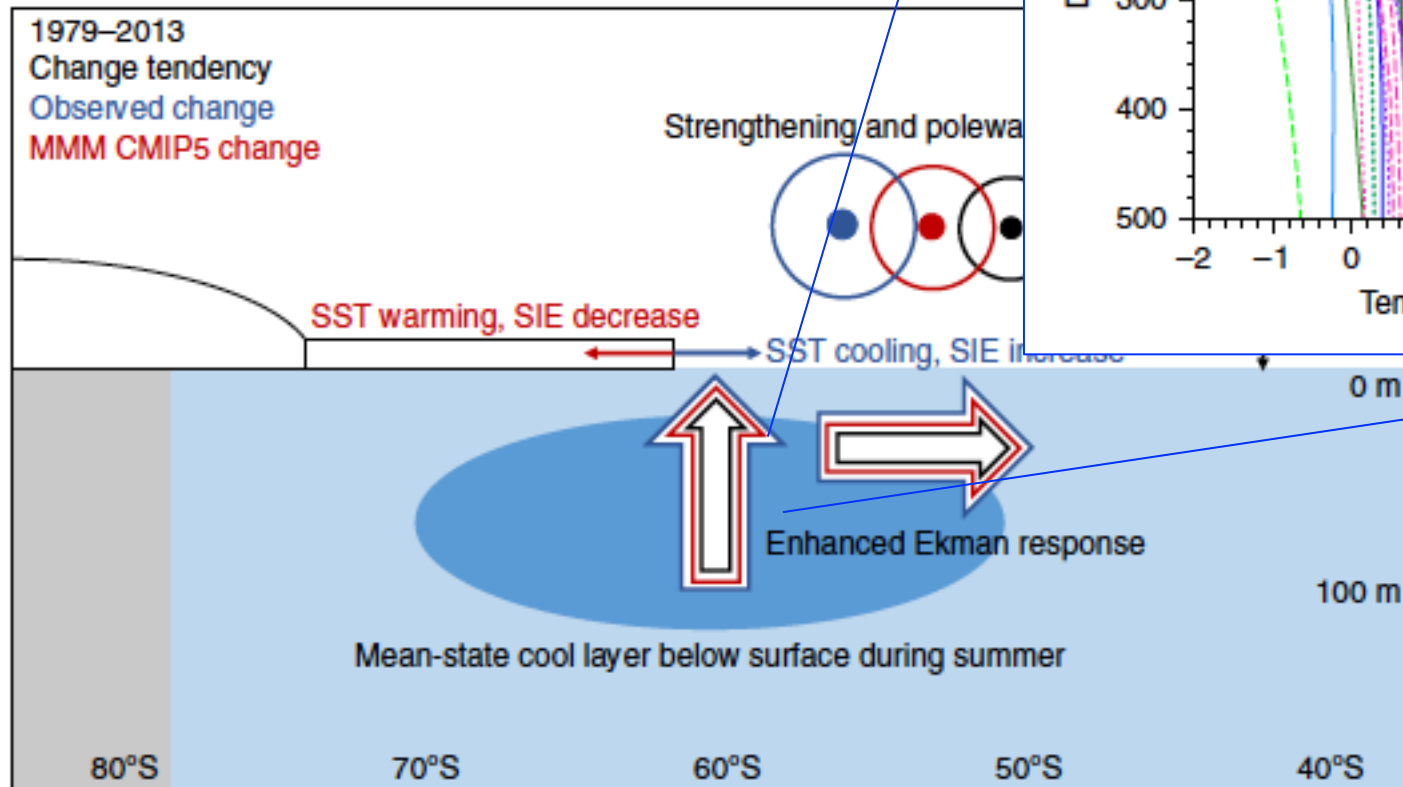 1979–2013
Change tendency
Observed change
MMM CMIP5 change
Strengthening and
400
500
–2 –1 0
SST warming, SIE decrease
SST cooling, SIE increase
0 m
Enhanced Ekman response
100 m
Mean-state cool layer below surface during summer
80°S 70°S 60°S 50°S 40°S